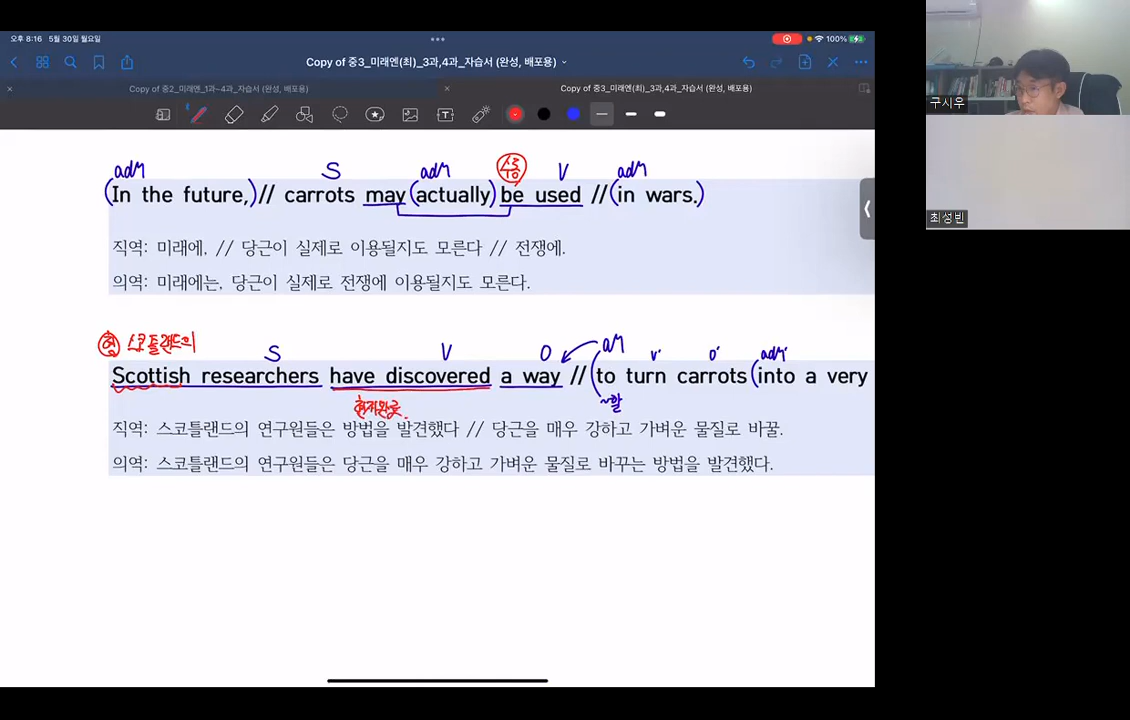 오후 8:16 5월 30일 월요일
100%
Copy of 중3_미래엔(최)_3과,4과_자습서 (완성, 배포용)
Copy of 중2_미래엔_1과~4과_자습서 (완성, 배포용)
Copy of 중3_미래엔(최)_3과,4과_자습서 (완성, 배포용)
구시우
최성빈
adM S adM 수동 V adM
(In the future,) // carrots may (actually) be used // (in wars.)
직역: 미래에, // 당근이 실제로 이용될지도 모른다 // 전쟁에.
의역: 미래에는, 당근이 실제로 전쟁에 이용될지도 모른다.
형 스코틀랜드의
S V O aM v' o' adM'
Scottish researchers have discovered a way // (to turn carrots (into a very
현재완료 ~할
직역: 스코틀랜드의 연구원들은 방법을 발견했다 // 당근을 매우 강하고 가벼운 물질로 바꿀.
의역: 스코틀랜드의 연구원들은 당근을 매우 강하고 가벼운 물질로 바꾸는 방법을 발견했다.